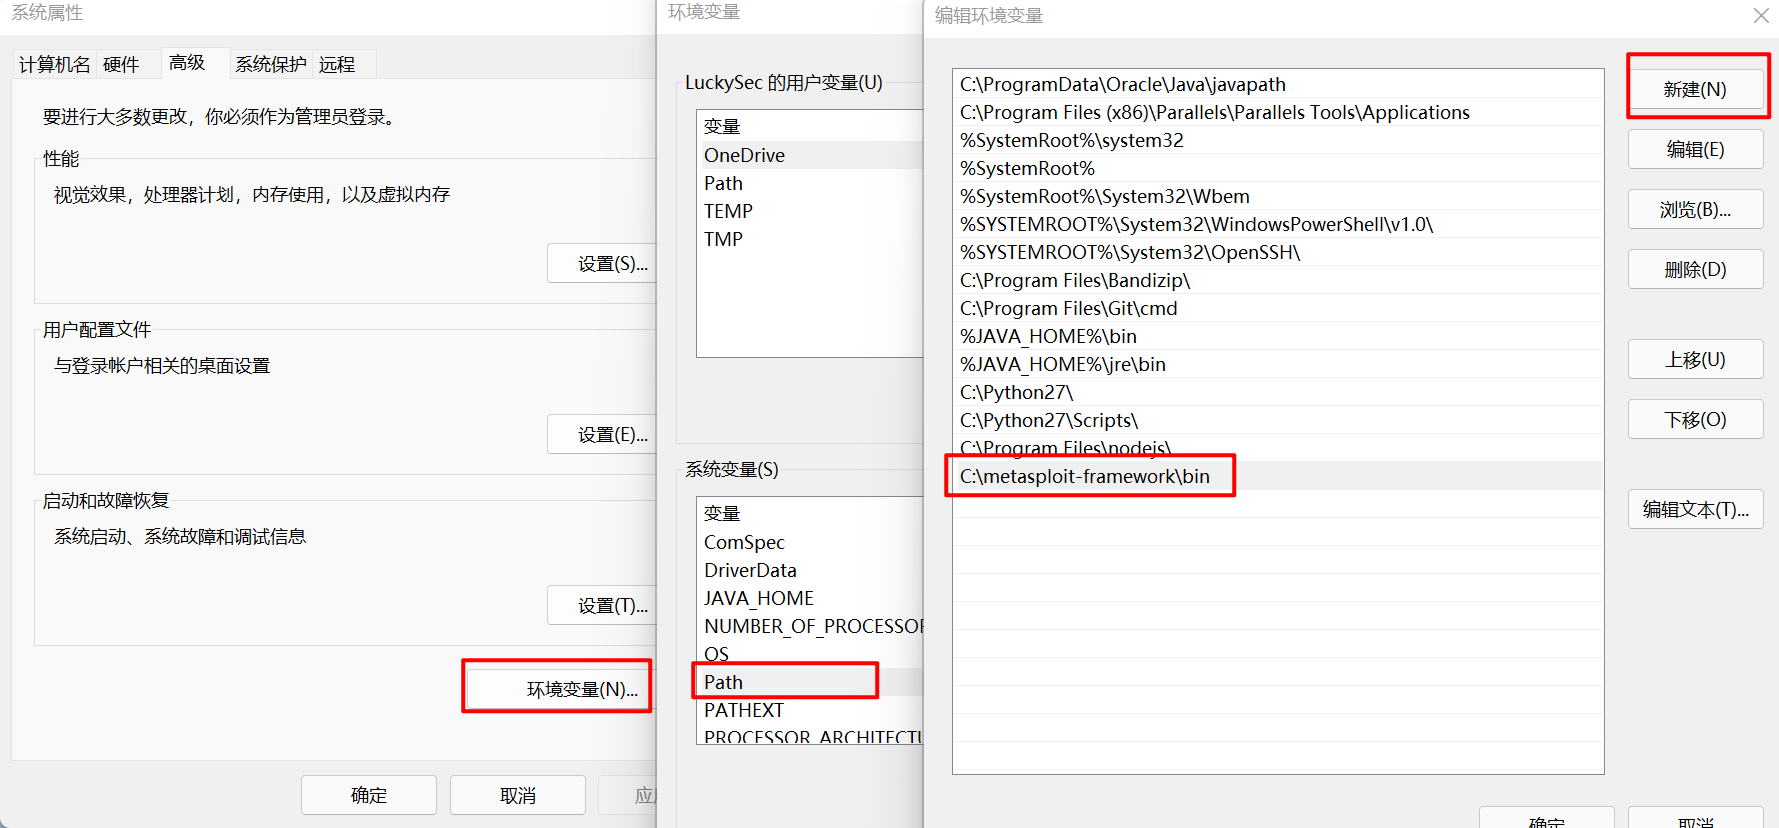 系统属性
计算机名
硬件
高级
系统保护
远程
要进行大多数更改，你必须作为管理员登录。
性能
视觉效果，处理器计划，内存使用，以及虚拟内存
设置(S)...
用户配置文件
与登录帐户相关的桌面设置
设置(E)...
启动和故障恢复
系统启动、系统故障和调试信息
设置(T)...
环境变量(N)...
确定
取消
环境变量
LuckySec 的用户变量(U)
变量
OneDrive
Path
TEMP
TMP
系统变量(S)
变量
ComSpec
DriverData
JAVA_HOME
NUMBER_OF_PROCESSOR
OS
Path
PATHEXT
PROCESSOR_ARCHITECTU
编辑环境变量
C:\ProgramData\Oracle\Java\javapath
C:\Program Files (x86)\Parallels\Parallels Tools\Applications
%SystemRoot%\system32
%SystemRoot%
%SystemRoot%\System32\Wbem
%SYSTEMROOT%\System32\WindowsPowerShell\v1.0\
%SYSTEMROOT%\System32\OpenSSH\
C:\Program Files\Bandizip\
C:\Program Files\Git\cmd
%JAVA_HOME%\bin
%JAVA_HOME%\jre\bin
C:\Python27\
C:\Python27\Scripts\
C:\Program Files\nodejs\
C:\metasploit-framework\bin
新建(N)
编辑(E)
浏览(B)...
删除(D)
上移(U)
下移(O)
编辑文本(T)...
确定
取消